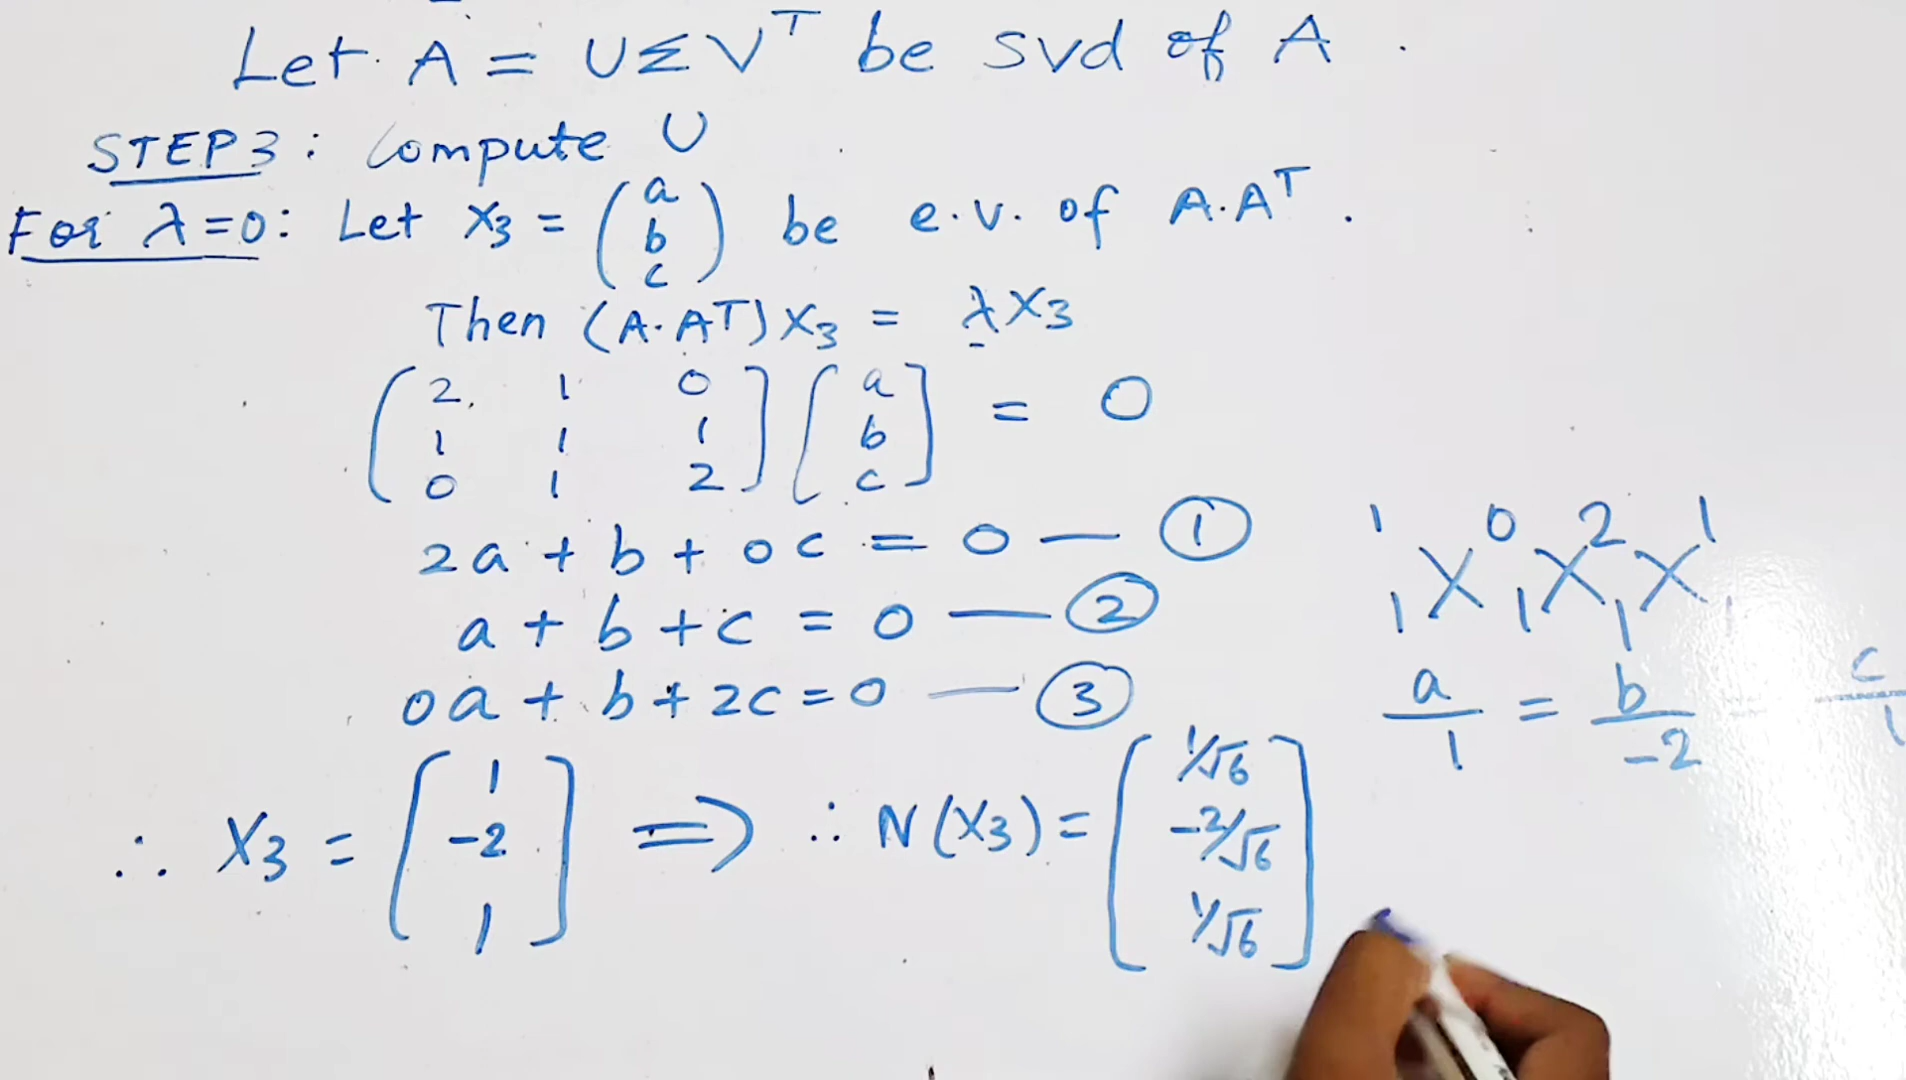 Let A = UΣV^T be svd of A.
STEP3: Compute U
For λ=0: Let X₃ = (a b c) be e.v. of A.A^T.
Then (A.A^T)X₃ = λX₃
[2 1 0] [a]
[1 1 1] [b] = 0
[0 1 2] [c]
2a + b + 0c = 0 — ①
a + b + c = 0 — ②
0a + b + 2c = 0 — ③
1 0 2 1
X X X
1 1 1 1
a/1 = b/-2 = c/1
∴ X₃ = [1 -2 1] ⟹ ∴ N(X₃) = [1/√6 -2/√6 1/√6]